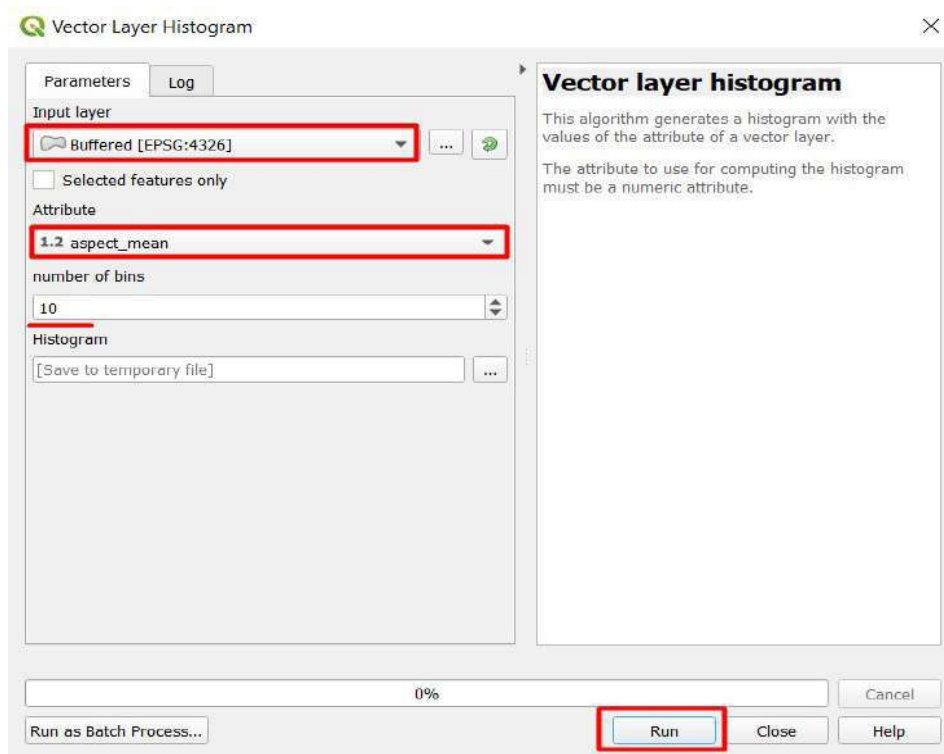 Vector Layer Histogram
Parameters
Log
Input layer
Buffered [EPSG:4326]
...
Selected features only
Attribute
1.2 aspect_mean
number of bins
10
Histogram
[Save to temporary file]
...
Vector layer histogram
This algorithm generates a histogram with the
values of the attribute of a vector layer.
The attribute to use for computing the histogram
must be a numeric attribute.
0%
Cancel
Run as Batch Process...
Run
Close
Help